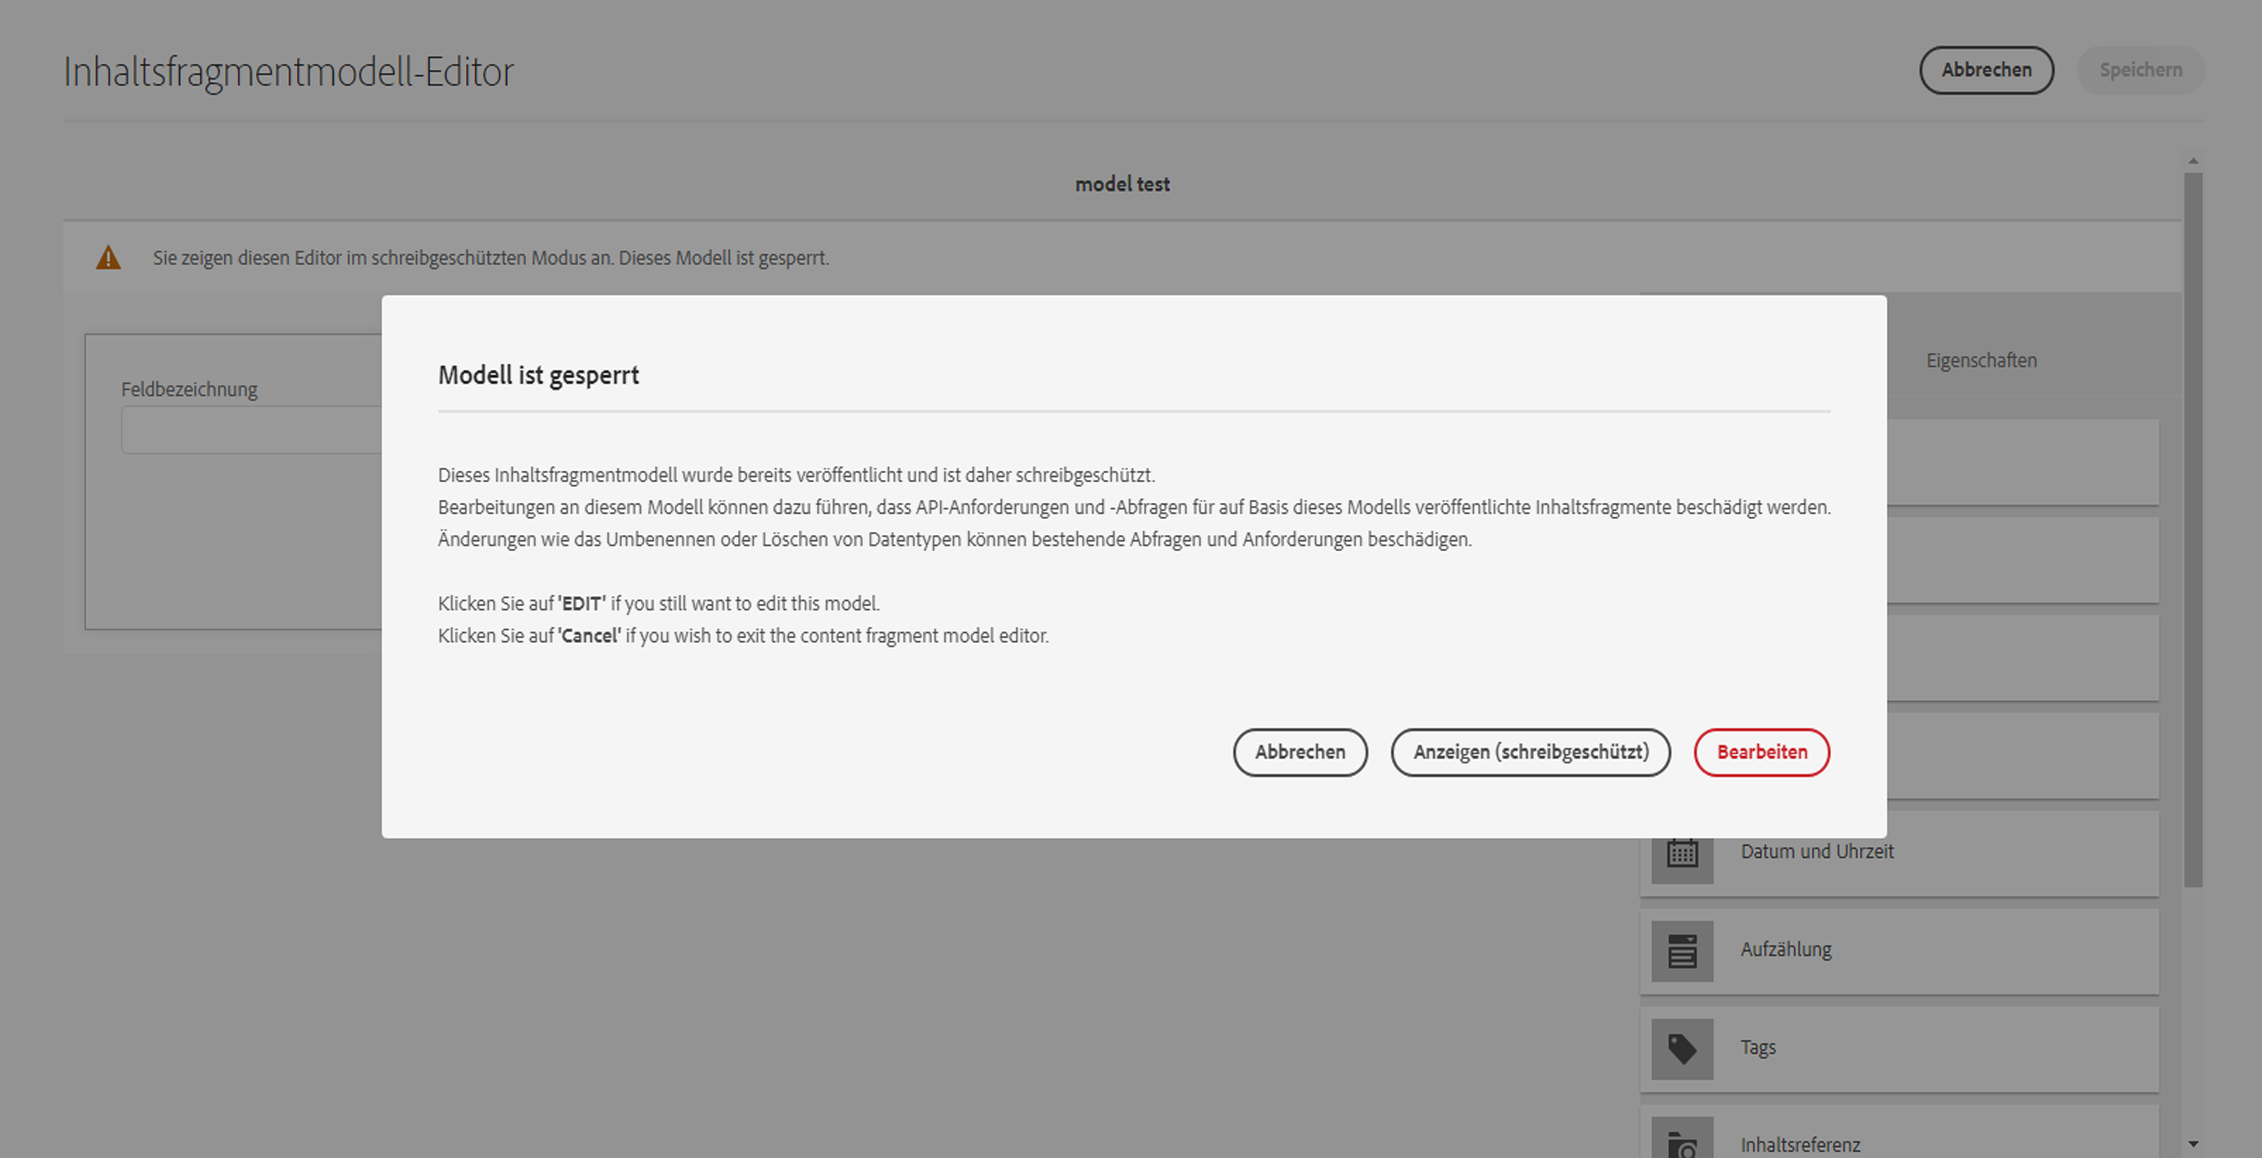 Inhaltsfragmentmodell-Editor
Abbrechen
Speichern
model test
Sie zeigen diesen Editor im schreibgeschützten Modus an. Dieses Modell ist gesperrt.
Feldbezeichnung
Eigenschaften
Modell ist gesperrt
Dieses Inhaltsfragmentmodell wurde bereits veröffentlicht und ist daher schreibgeschützt.
Bearbeitungen an diesem Modell können dazu führen, dass API-Anforderungen und -Abfragen für auf Basis dieses Modells veröffentlichte Inhaltsfragmente beschädigt werden.
Änderungen wie das Umbenennen oder Löschen von Datentypen können bestehende Abfragen und Anforderungen beschädigen.
Klicken Sie auf 'EDIT' if you still want to edit this model.
Klicken Sie auf 'Cancel' if you wish to exit the content fragment model editor.
Abbrechen
Anzeigen (schreibgeschützt)
Bearbeiten
Datum und Uhrzeit
Aufzählung
Tags
Inhaltsreferenz